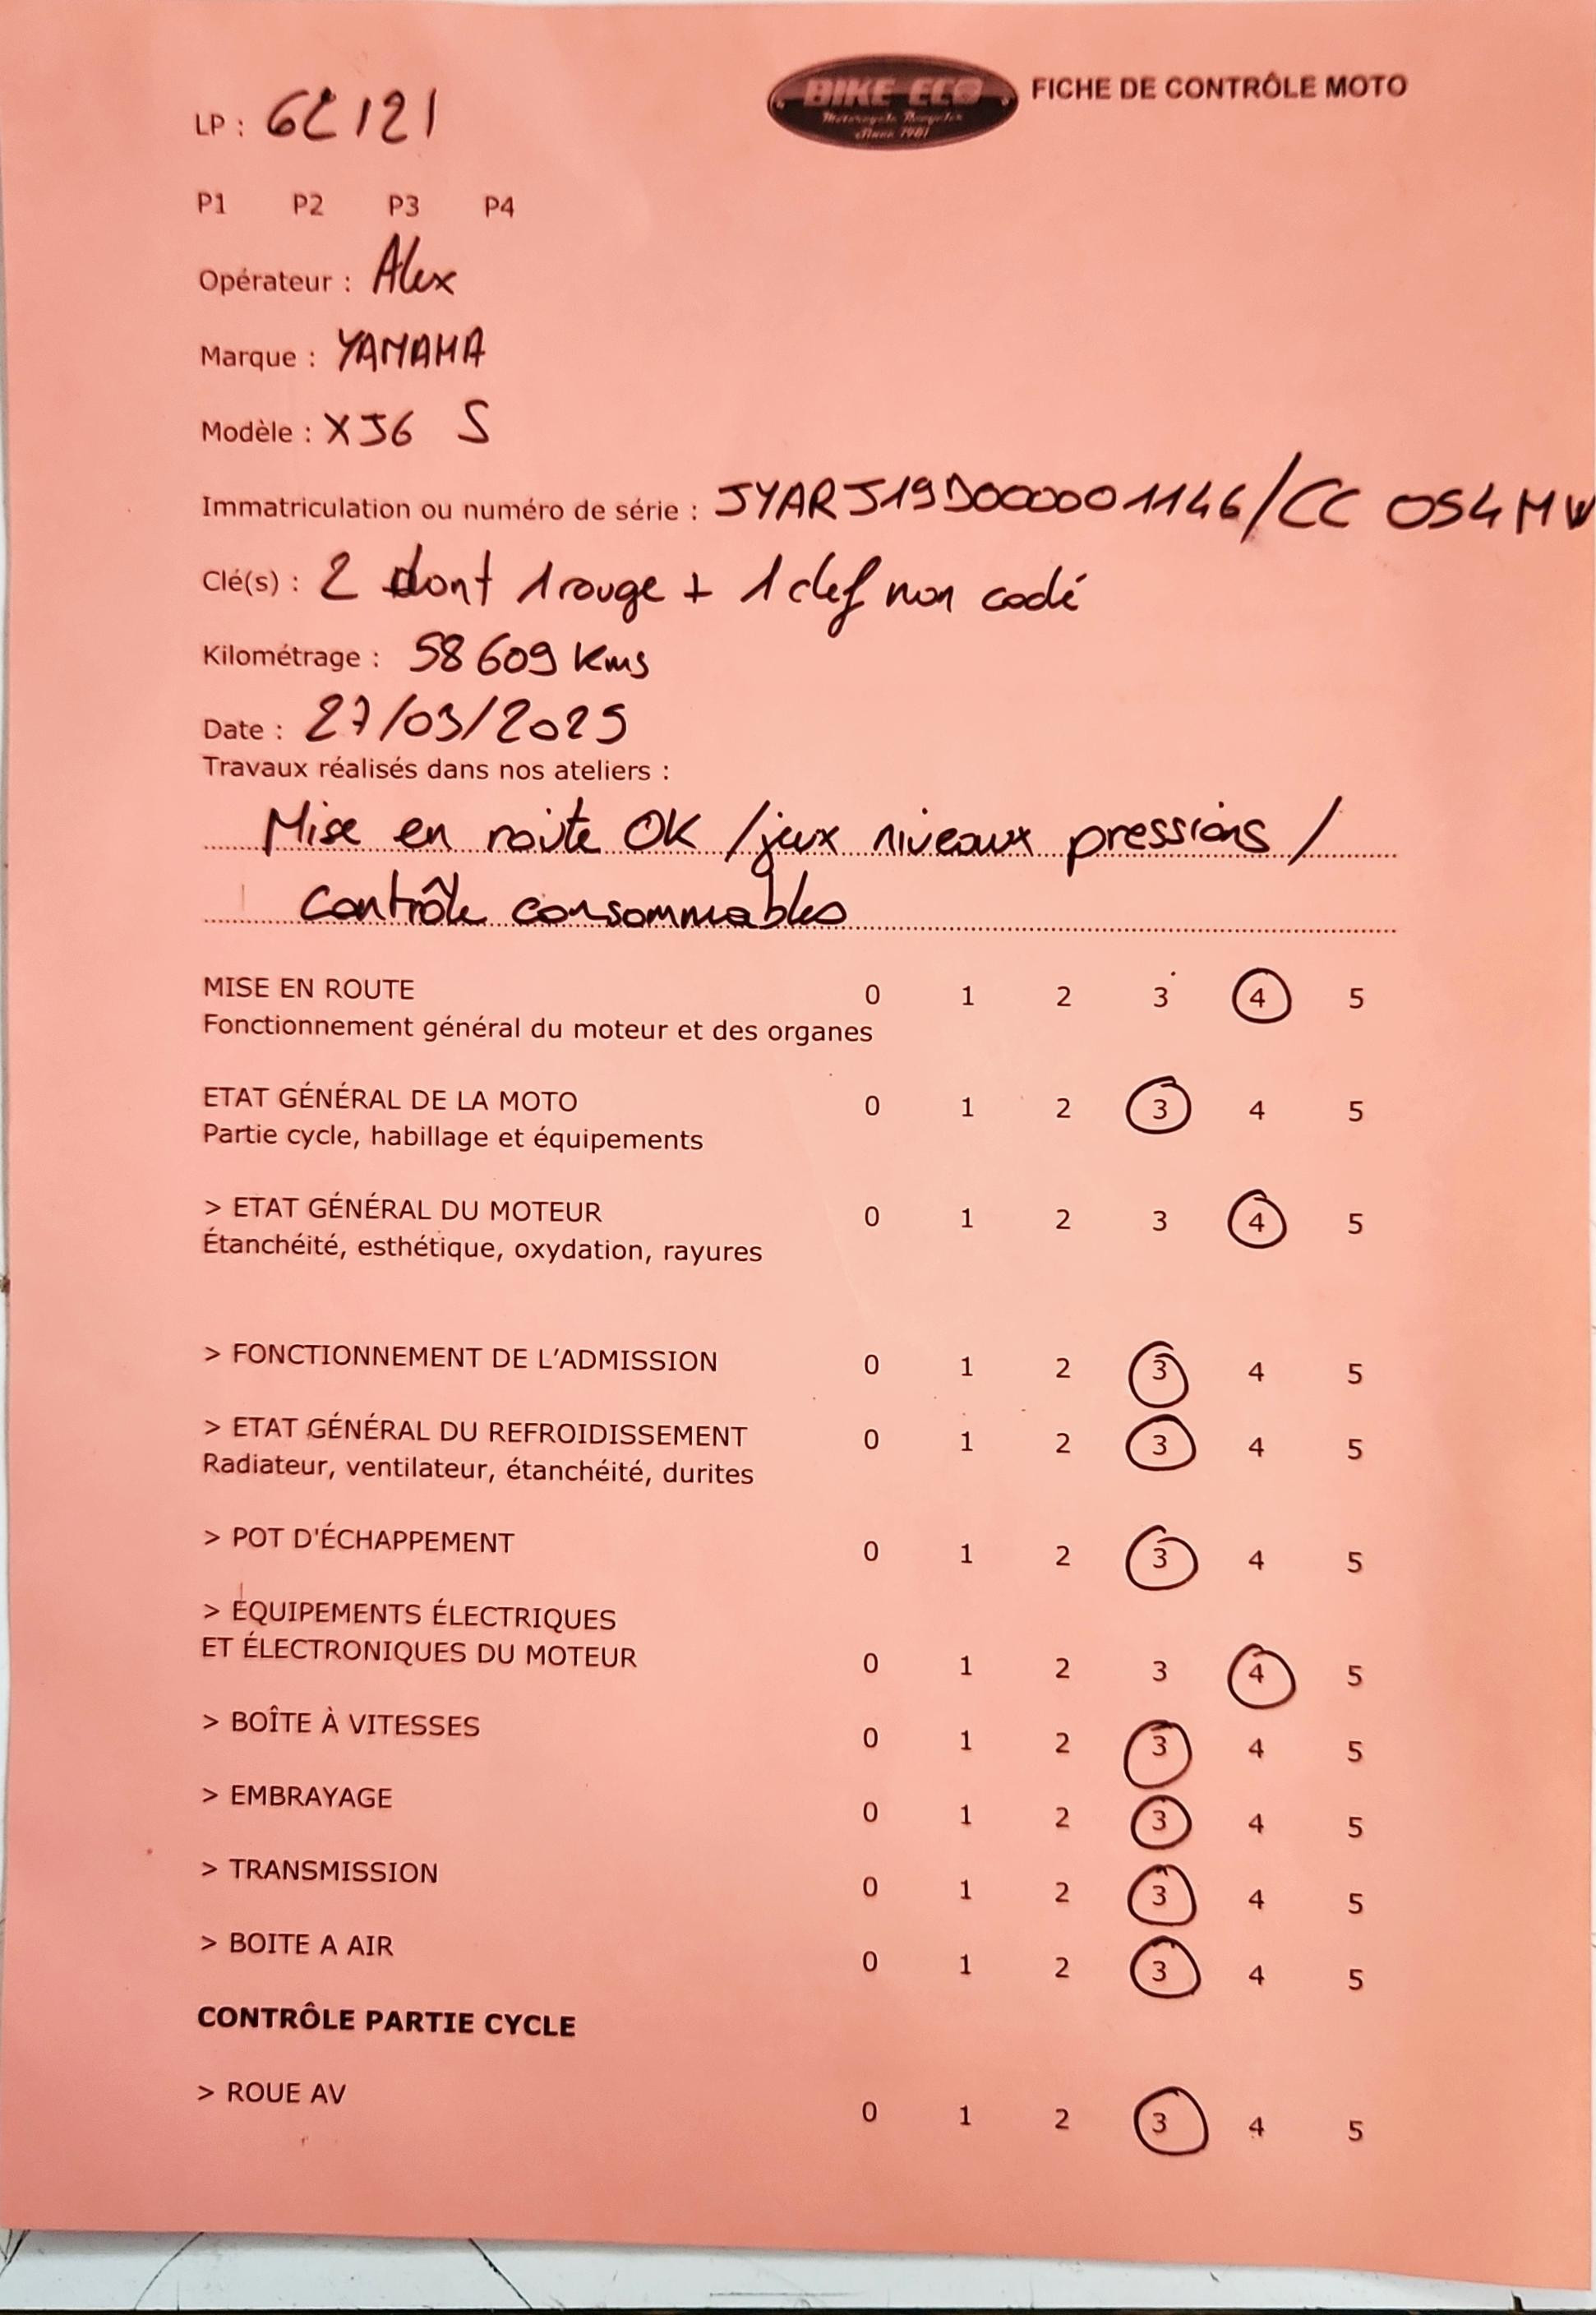 BIKE ECO
Motorcycle Recycler
Since 1981
FICHE DE CONTRÔLE MOTO
LP :
P1 P2 P3 P4
Opérateur : Alex
Marque : YAMAHA
Modèle : XJ6 S
Immatriculation ou numéro de série : JYARJ19D000001146/CC 054 MW
Clé(s) : 2 dont 1 rouge + 1 clef non codé
Kilométrage : 58 609 Kms
Date : 27/03/2025
Travaux réalisés dans nos ateliers :
Mise en route OK / jeux niveaux pressions /
Contrôle consommables
MISE EN ROUTE 0 1 2 3 4 5
Fonctionnement général du moteur et des organes
ETAT GÉNÉRAL DE LA MOTO 0 1 2 3 4 5
Partie cycle, habillage et équipements
> ETAT GÉNÉRAL DU MOTEUR 0 1 2 3 4 5
Étanchéité, esthétique, oxydation, rayures
> FONCTIONNEMENT DE L'ADMISSION 0 1 2 3 4 5
> ETAT GÉNÉRAL DU REFROIDISSEMENT 0 1 2 3 4 5
Radiateur, ventilateur, étanchéité, durites
> POT D'ÉCHAPPEMENT 0 1 2 3 4 5
> EQUIPEMENTS ÉLECTRIQUES
ET ÉLECTRONIQUES DU MOTEUR 0 1 2 3 4 5
> BOÎTE À VITESSES 0 1 2 3 4 5
> EMBRAYAGE 0 1 2 3 4 5
> TRANSMISSION 0 1 2 3 4 5
> BOITE A AIR 0 1 2 3 4 5
CONTRÔLE PARTIE CYCLE
> ROUE AV 0 1 2 3 4 5